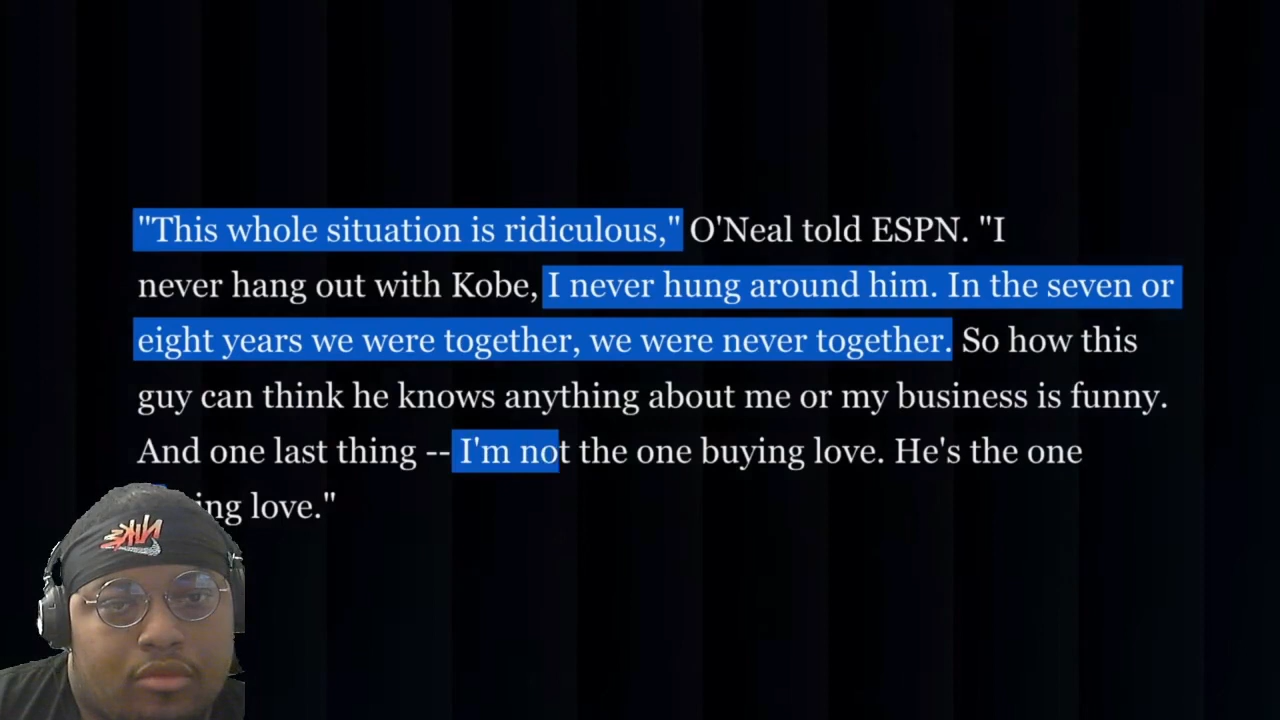 "This whole situation is ridiculous," O'Neal told ESPN. "I
never hang out with Kobe, I never hung around him. In the seven or
eight years we were together, we were never together. So how this
guy can think he knows anything about me or my business is funny.
And one last thing -- I'm not the one buying love. He's the one
love."
NIKE